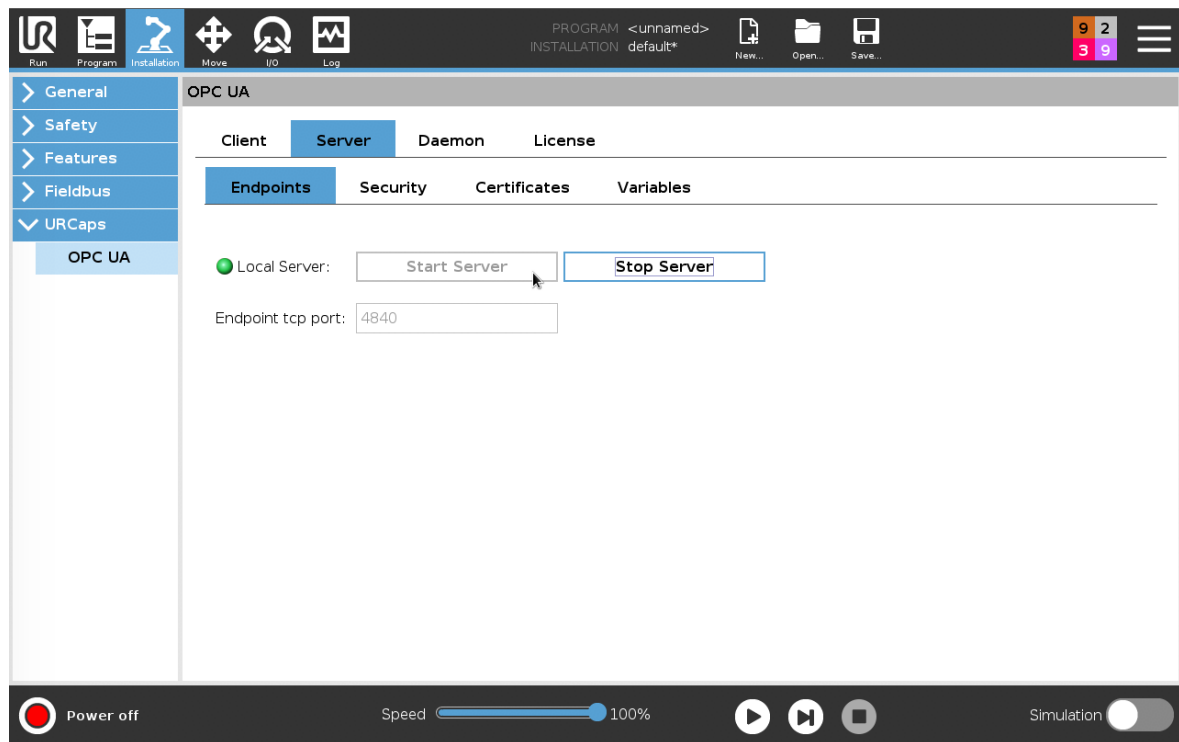 PROGRAM <unnamed>
INSTALLATION default*
UR
Run Program Installation Move I/O Log New... Open... Save...
9 2
3 9
General
Safety
Features
Fieldbus
URCaps
OPC UA
OPC UA
Client Server Daemon License
Endpoints Security Certificates Variables
Local Server: Start Server Stop Server
Endpoint tcp port: 4840
Power off Speed 100% Simulation